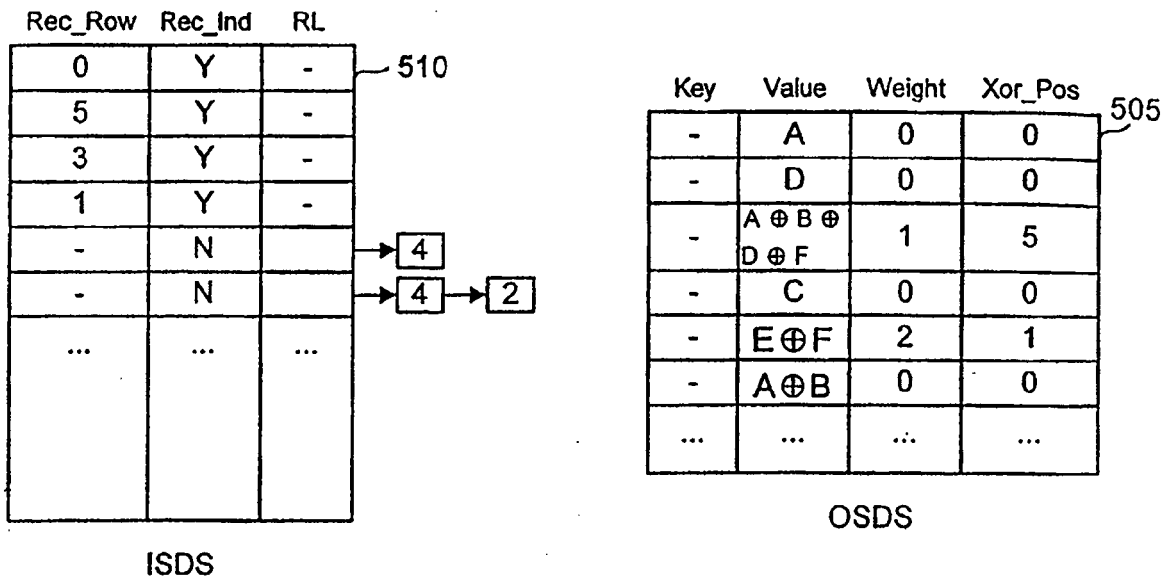 Rec_Row Rec_Ind RL
0 Y -
510
5 Y -
3 Y -
1 Y -
- N
4
- N
4 2
... ... ...
ISDS
Key Value Weight Xor_Pos
505
- A 0 0
- D 0 0
- A ⊕ B ⊕ D ⊕ F 1 5
- C 0 0
- E⊕F 2 1
- A⊕B 0 0
... ... ... ...
OSDS